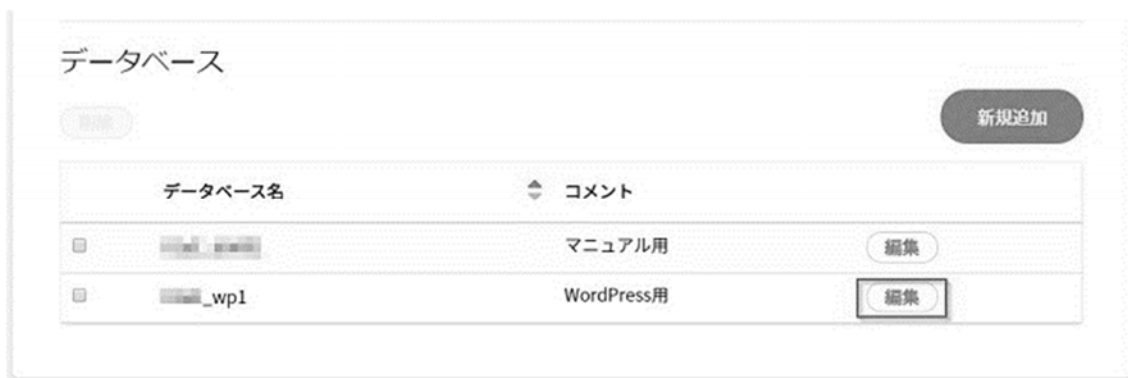 データベース
削除
新規追加
データベース名 コメント
マニュアル用 編集
_wp1 WordPress用 編集